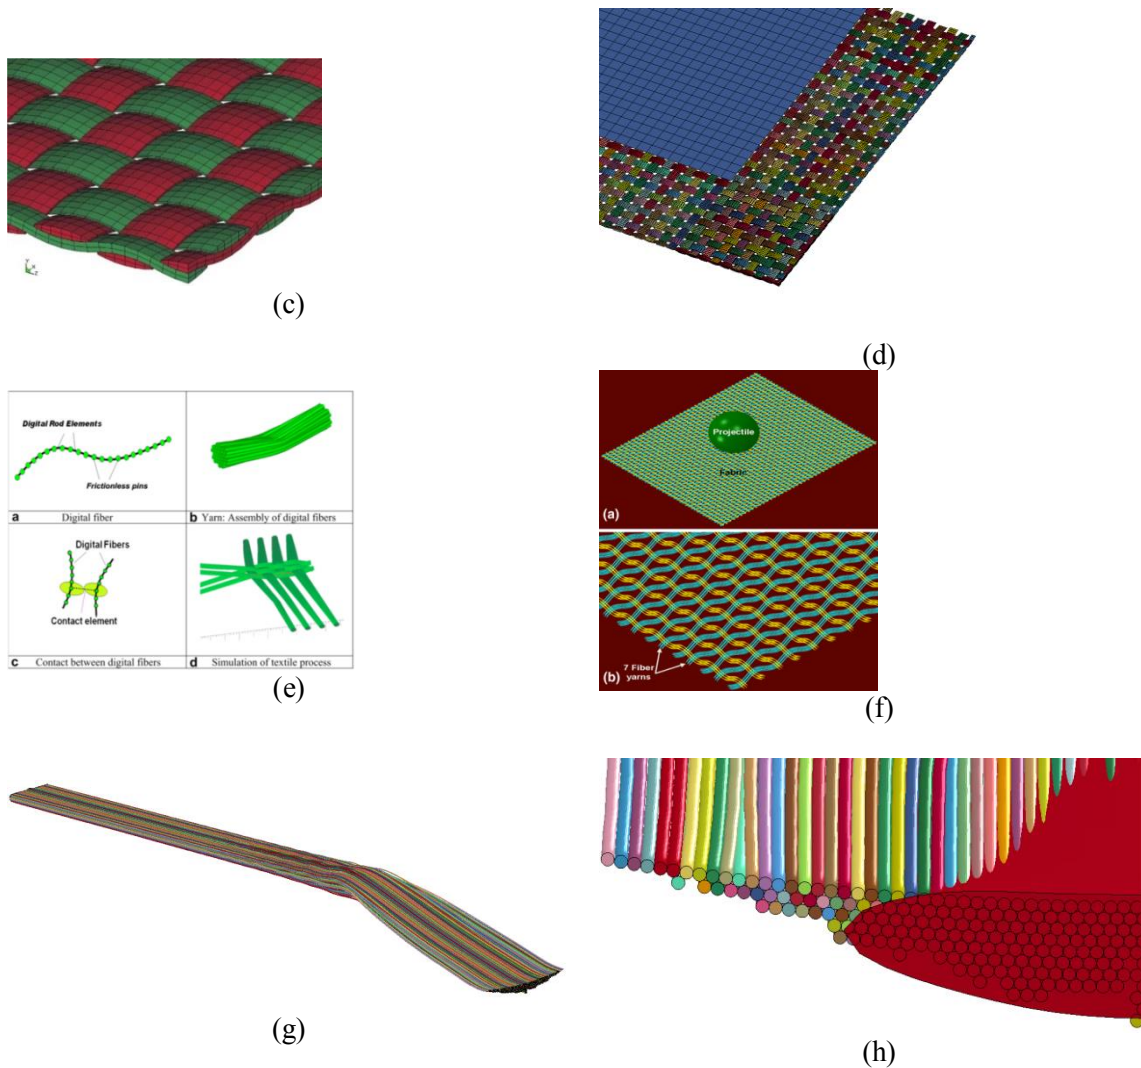 (c)
(d)
Digital Rod Elements
Frictionless pins
a Digital fiber
b Yarn: Assembly of digital fibers
Digital Fibers
Contact element
c Contact between digital fibers
d Simulation of textile process
(e)
Projectile
Fabric
(a)
7 Fiber
yarns
(b)
(f)
(g)
(h)